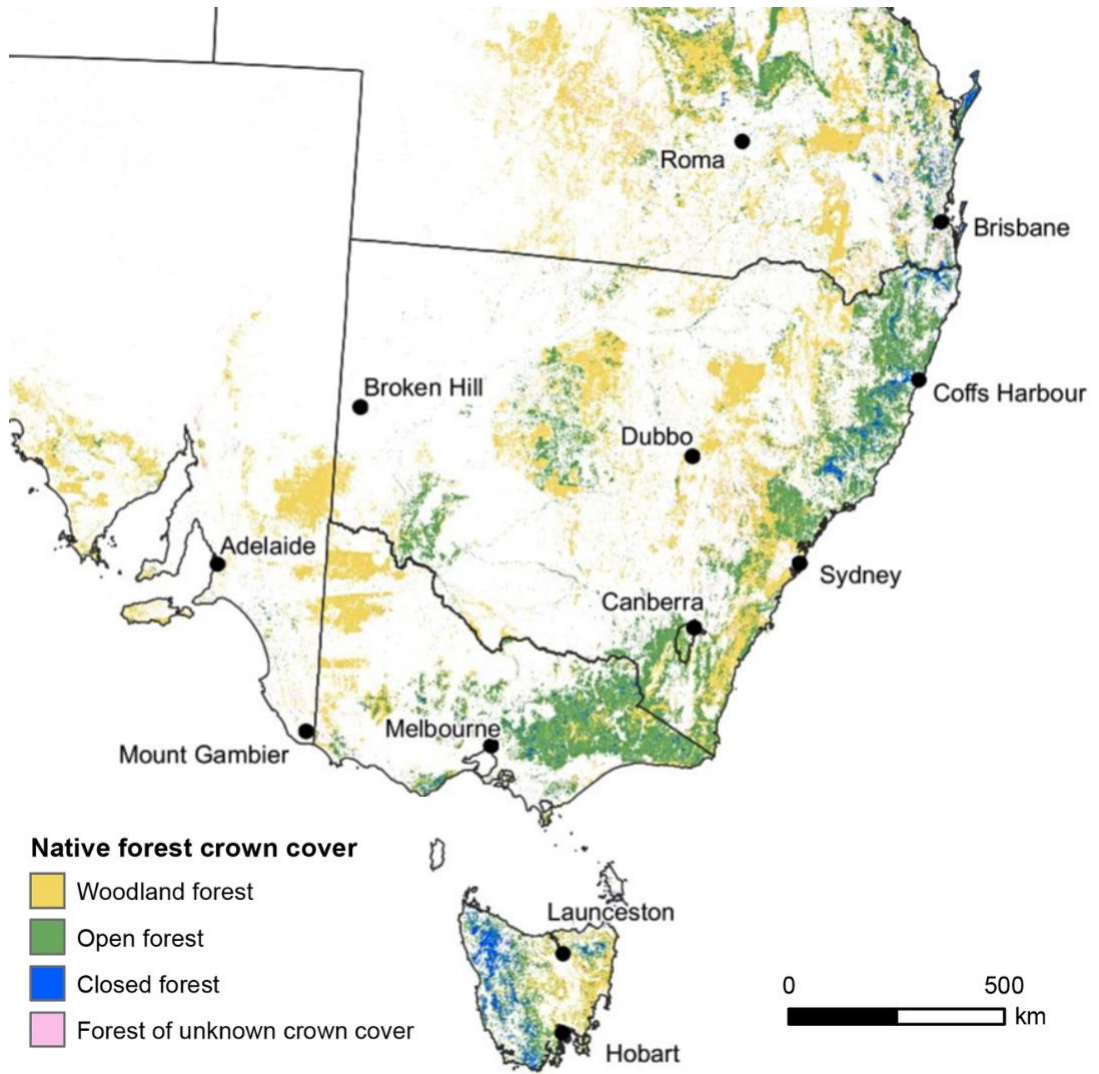 Roma
Brisbane
Broken Hill
Coffs Harbour
Dubbo
Adelaide
Sydney
Canberra
Melbourne
Mount Gambier
Native forest crown cover
Woodland forest
Open forest
Closed forest
Forest of unknown crown cover
Launceston
Hobart
0 500
km